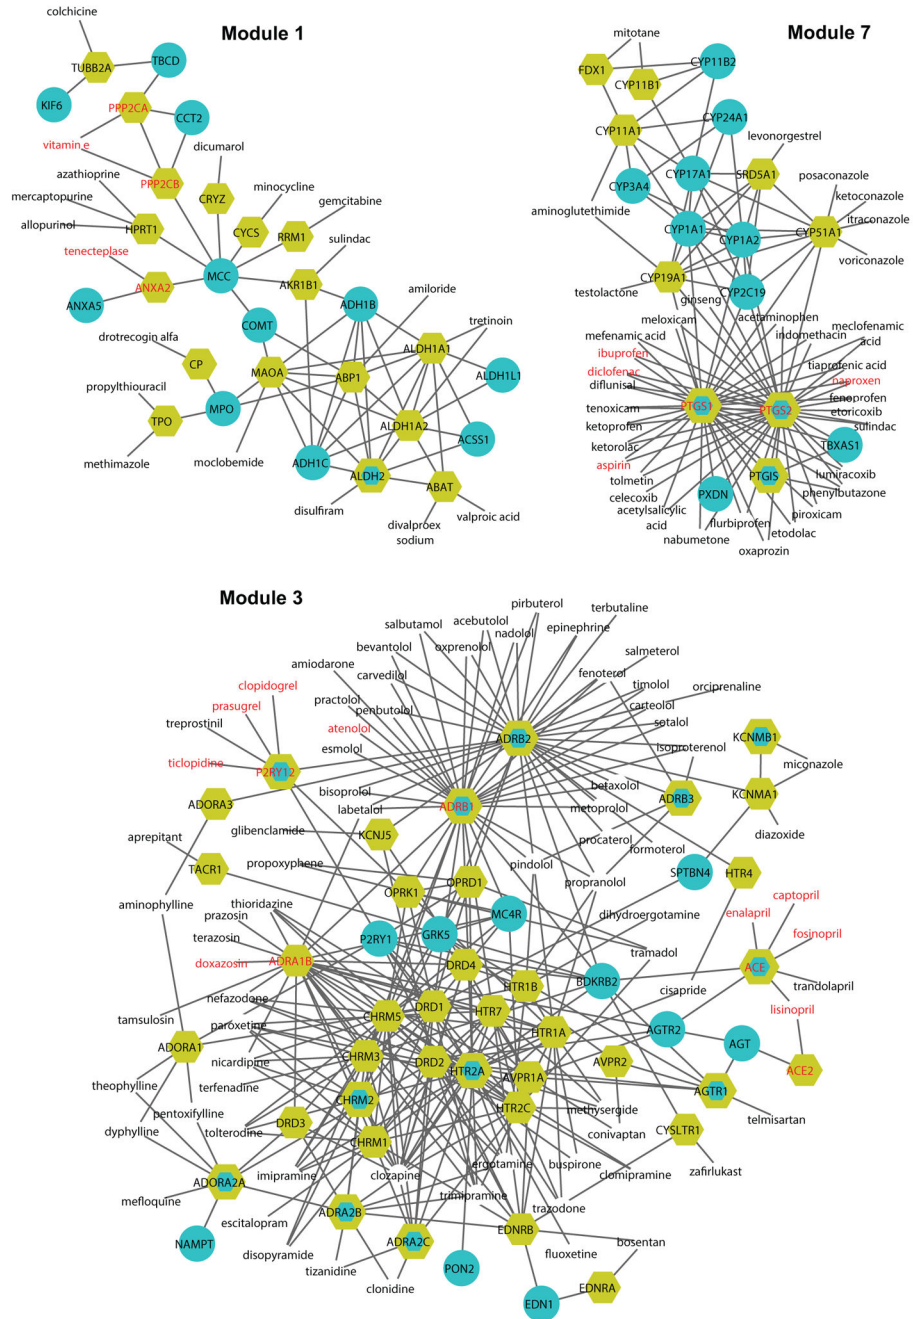 Module 1
colchicine
TUBB2A
TBCD
KIF6
PPP2CA
CCT2
vitamin e
dicumarol
azathioprine
PPP2CB
mercaptopurine
CRYZ
minocycline
gemcitabine
allopurinol
HPRT1
CYCS
RRM1
sulindac
tenecteplase
MCC
ANXA2
AKR1B1
ANXA5
ADH1B
amiloride
COMT
drotrecogin alfa
tretinoin
ALDH1A1
CP
MAOA
ABP1
ALDH1L1
propylthiouracil
MPO
TPO
ALDH1A2
ACSS1
methimazole
moclobemide
ADH1C
ALDH2
ABAT
disulfiram
divalproex
sodium
valproic acid
Module 7
mitotane
FDX1
CYP11B2
CYP11B1
CYP24A1
CYP11A1
levonorgestrel
CYP17A1
SRD5A1
posaconazole
CYP3A4
ketoconazole
aminoglutethimide
itraconazole
CYP1A1
CYP1A2
CYP51A1
voriconazole
CYP19A1
CYP2C19
testolactone
ginseng
acetaminophen
meloxicam
meclofenamic
acid
mefenamic acid
indomethacin
ibuprofen
tiaprofenic acid
diclofenac
naproxen
diflunisal
fenoprofen
tenoxicam
PTGS1
PTGS2
etoricoxib
ketoprofen
sulindac
ketorolac
TBXAS1
aspirin
lumiracoxib
tolmetin
PTGIS
phenylbutazone
celecoxib
PXDN
acetylsalicylic
acid
piroxicam
flurbiprofen
etodolac
nabumetone
oxaprozin
Module 3
pirbuterol
salbutamol
acebutolol
terbutaline
bevantolol
oxprenolol
nadolol
epinephrine
amiodarone
carvedilol
salmeterol
clopidogrel
practolol
fenoterol
prasugrel
penbutolol
timolol
orciprenaline
treprostinil
atenolol
carteolol
sotalol
esmolol
ADRB2
KCNMB1
ticlopidine
P2RY12
isoproterenol
miconazole
bisoprolol
betaxolol
ADORA3
labetalol
ADRB1
metoprolol
ADRB3
KCNMA1
glibenclamide
KCNJ5
procaterol
diazoxide
aprepitant
formoterol
propoxyphene
pindolol
TACR1
SPTBN4
HTR4
OPRK1
OPRD1
propranolol
captopril
aminophylline
thioridazine
MC4R
dihydroergotamine
enalapril
prazosin
P2RY1
GRK5
fosinopril
terazosin
tramadol
doxazosin
ADRA1B
DRD4
ACE
BDKRB2
cisapride
trandolapril
nefazodone
HTR1B
lisinopril
tamsulosin
CHRM5
DRD1
HTR7
paroxetine
HTR1A
AGTR2
AGT
ADORA1
nicardipine
CHRM3
DRD2
HTR2A
AVPR1A
AVPR2
ACE2
theophylline
terfenadine
CHRM2
HTR2C
methysergide
AGTR1
pentoxifylline
telmisartan
dyphylline
tolterodine
DRD3
CHRM1
conivaptan
CYSLTR1
imipramine
clozapine
ergotamine
buspirone
clomipramine
zafirlukast
ADORA2A
mefloquine
trimipramine
escitalopram
ADRA2B
trazodone
NAMPT
disopyramide
ADRA2C
EDNRB
fluoxetine
bosentan
tizanidine
PON2
clonidine
EDNRA
EDN1